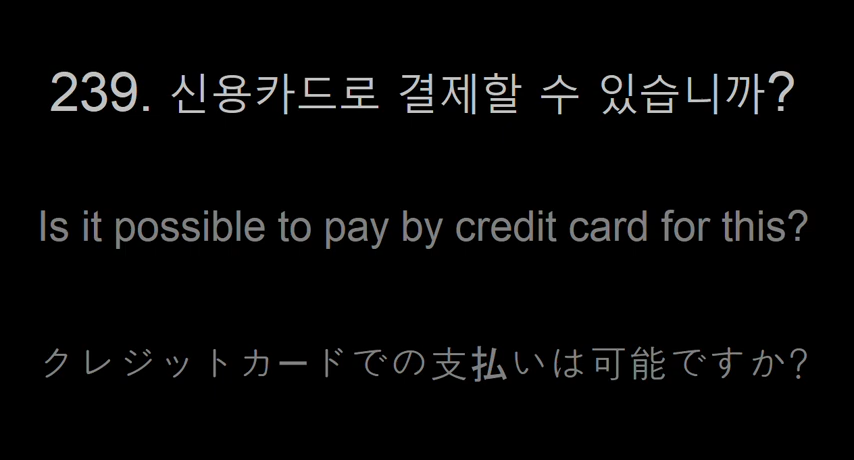 239. 신용카드로 결제할 수 있습니까?
Is it possible to pay by credit card for this?
クレジットカードでの支払いは可能ですか?